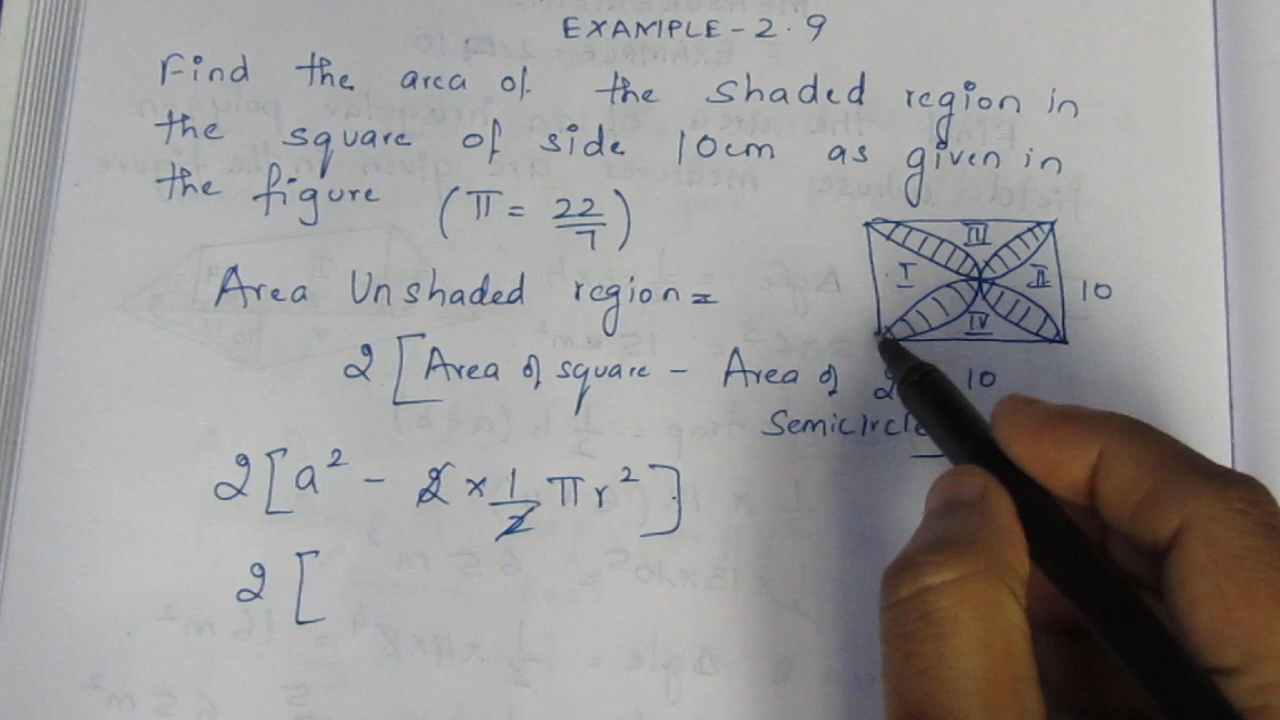 EXAMPLE-2.9
Find the area of the shaded region in
the square of side 10cm as given in
the figure (π = 22/7)
III
I
II
10
IV
10
Area Unshaded region =
2[Area of square - Area of 2
Semicircle
2[a² - 2 × 1/2 πr²]
2[